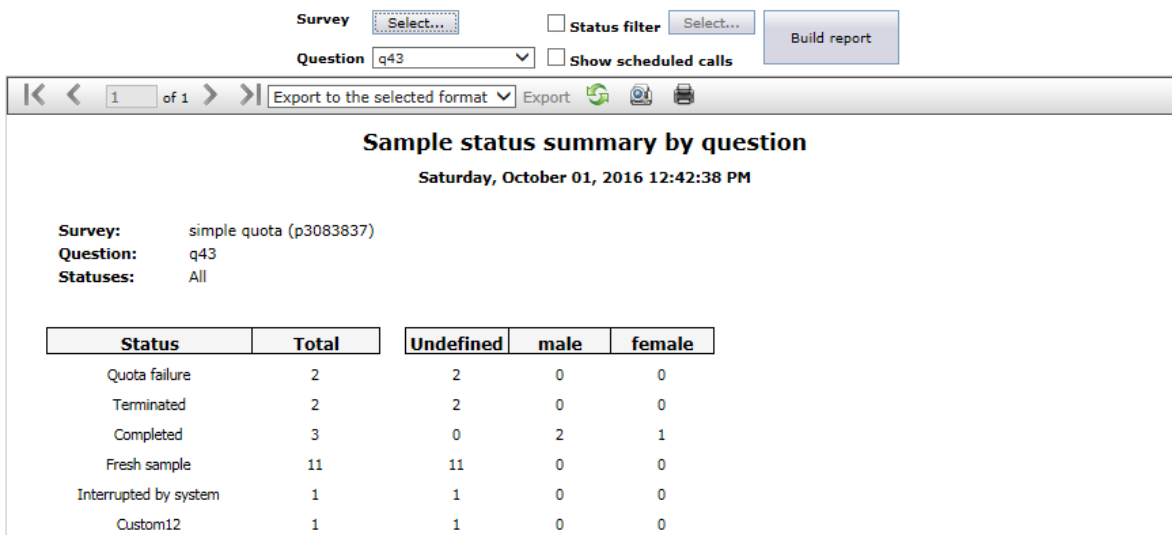 Survey Select... Status filter Select... Build report
Question q43 Show scheduled calls
1 of 1 Export to the selected format Export
Sample status summary by question
Saturday, October 01, 2016 12:42:38 PM
Survey: simple quota (p3083837)
Question: q43
Statuses: All
Status Total Undefined male female
Quota failure 2 2 0 0
Terminated 2 2 0 0
Completed 3 0 2 1
Fresh sample 11 11 0 0
Interrupted by system 1 1 0 0
Custom12 1 1 0 0